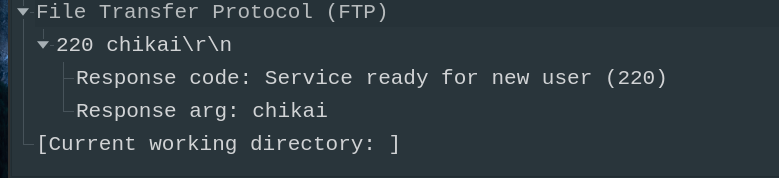 File Transfer Protocol (FTP)
220 chikai\r\n
Response code: Service ready for new user (220)
Response arg: chikai
[Current working directory: ]